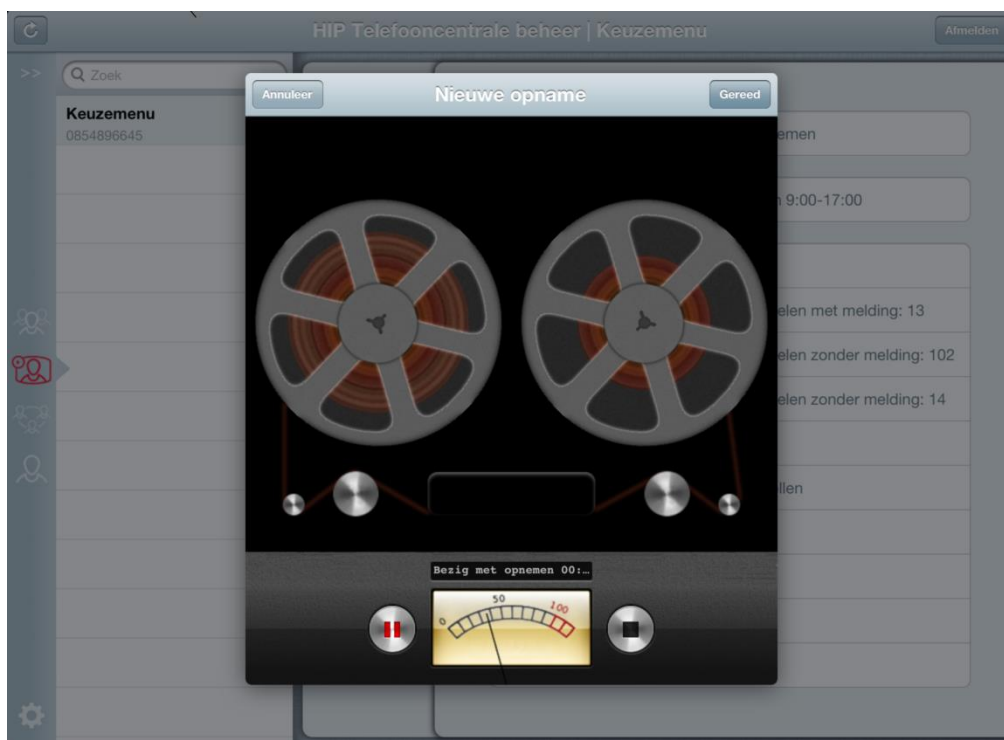 HIP Telefooncentrale beheer | Keuzemenu
Afmelden
>>
Zoek
Keuzemenu
0854896645
Annuleer
Nieuwe opname
Gereed
emen
9:00-17:00
elen met melding: 13
elen zonder melding: 102
elen zonder melding: 14
llen
Bezig met opnemen 00:…
0
50
100